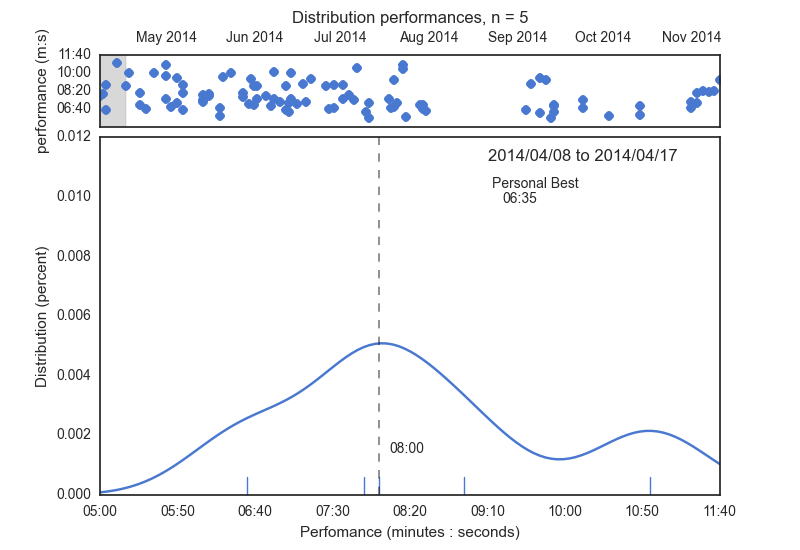 Distribution performances, n = 5
May 2014 Jun 2014 Jul 2014 Aug 2014 Sep 2014 Oct 2014 Nov 2014
performance (m:s)
11:40
10:00
08:20
06:40
Distribution (percent)
0.012
0.010
0.008
0.006
0.004
0.002
0.000
2014/04/08 to 2014/04/17
Personal Best
06:35
08:00
05:00 05:50 06:40 07:30 08:20 09:10 10:00 10:50 11:40
Perfomance (minutes : seconds)